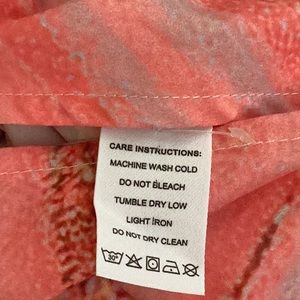 CARE INSTRUCTIONS:
MACHINE WASH COLD
DO NOT BLEACH
TUMBLE DRY LOW
LIGHT IRON
DO NOT DRY CLEAN
30°